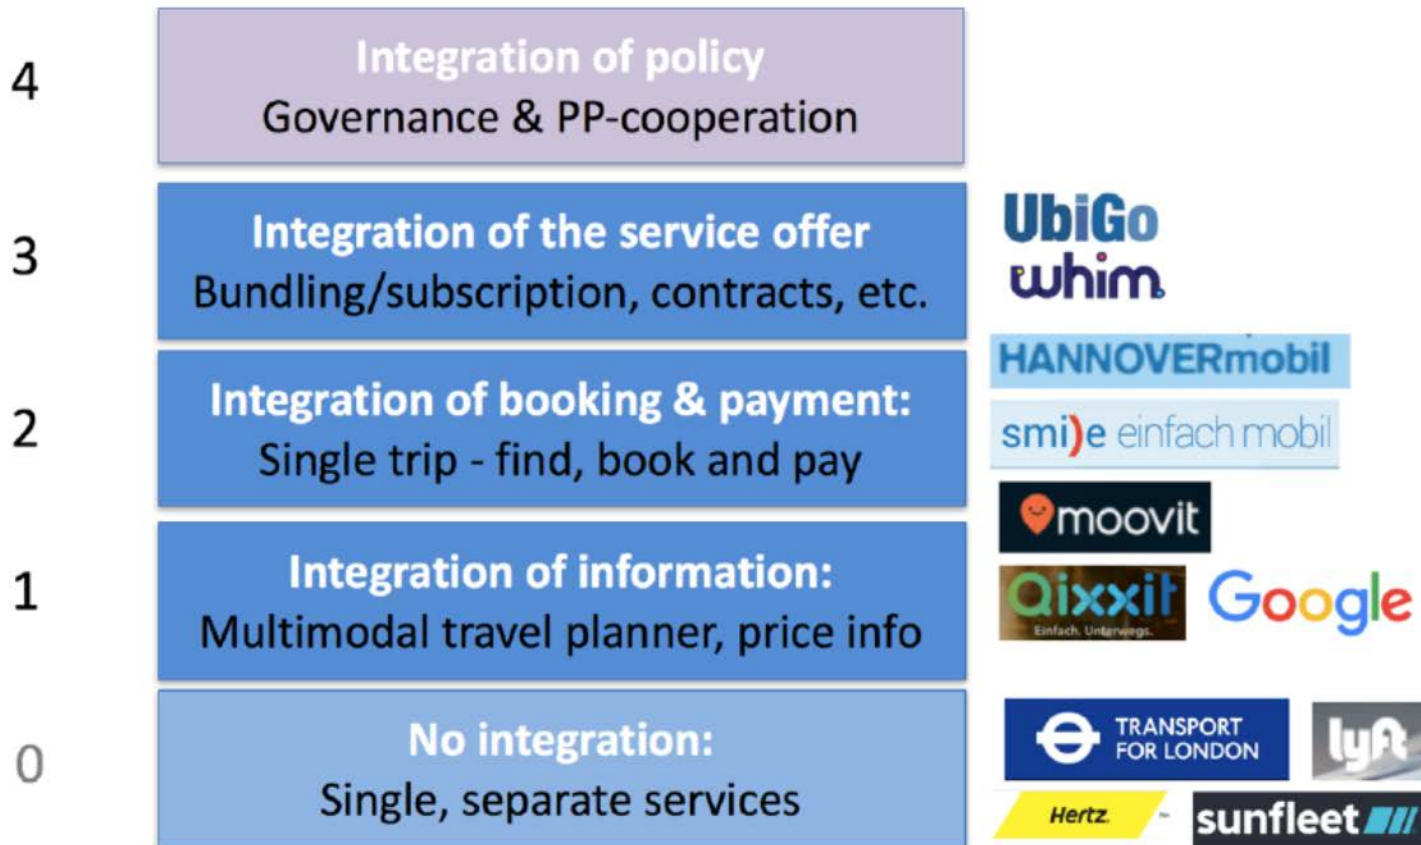 4
Integration of policy
Governance & PP-cooperation
3
Integration of the service offer
Bundling/subscription, contracts, etc.
UbiGo
whim
2
Integration of booking & payment:
Single trip - find, book and pay
HANNOVERmobil
smi)e einfach mobil
moovit
1
Integration of information:
Multimodal travel planner, price info
Qixxit
Einfach. Unterwegs.
Google
0
No integration:
Single, separate services
TRANSPORT
FOR LONDON
lyft
Hertz.
sunfleet